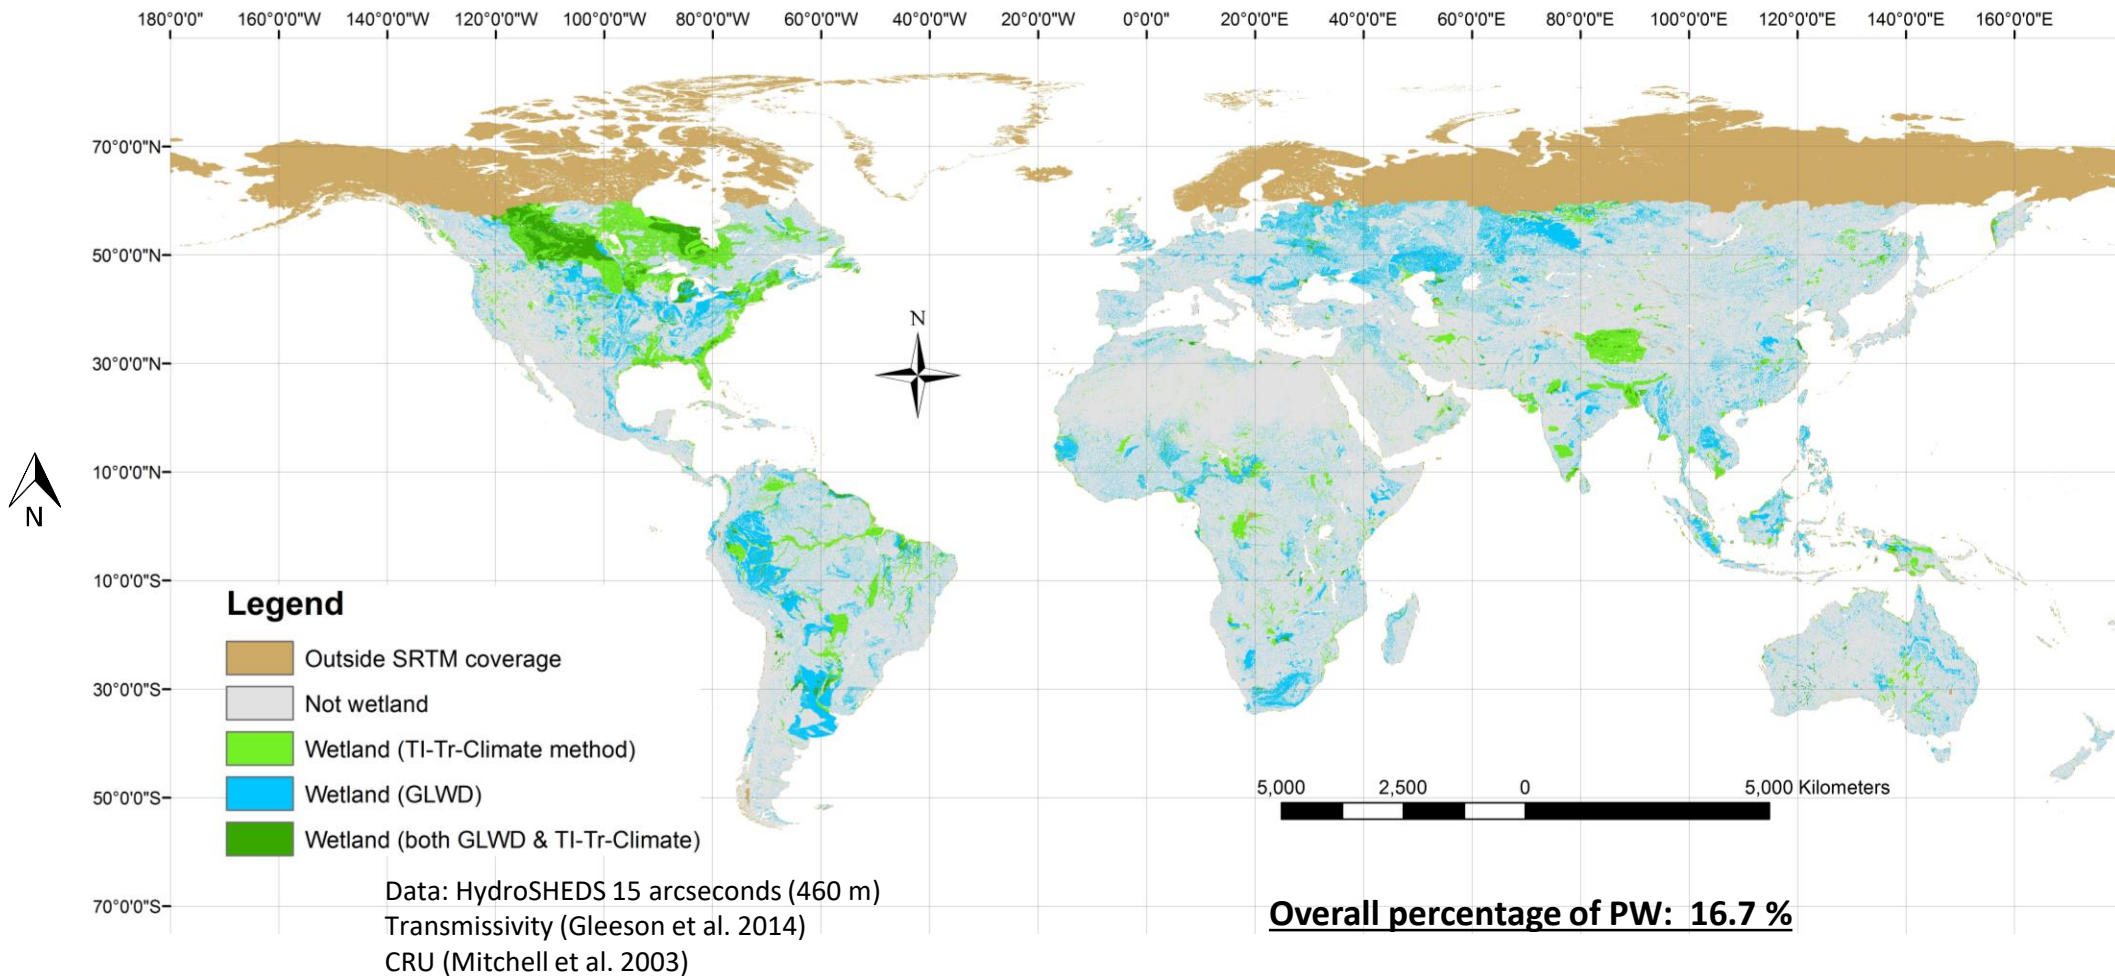 180°0'0" 140°0'0"W 120°0'0"W 100°0'0"W 80°0'0"W 60°0'0"W 40°0'0"W 20°0'0"W 0°0'0" 20°0'0"E 40°0'0"E 60°0'0"E 80°0'0"E 100°0'0"E 120°0'0"E 140°0'0"E 160°0'0"E
70°0'0"N
50°0'0"N
N
30°0'0"N
10°0'0"N
N
10°0'0"S
Legend
Outside SRTM coverage
30°0'0"S
Not wetland
Wetland (TI-Tr-Climate method)
Wetland (GLWD)
50°0'0"S
5,000 2,500 0 5,000 Kilometers
Wetland (both GLWD & TI-Tr-Climate)
Data: HydroSHEDS 15 arcseconds (460 m)
70°0'0"S
Transmissivity (Gleeson et al. 2014)
Overall percentage of PW: 16.7 %
CRU (Mitchell et al. 2003)